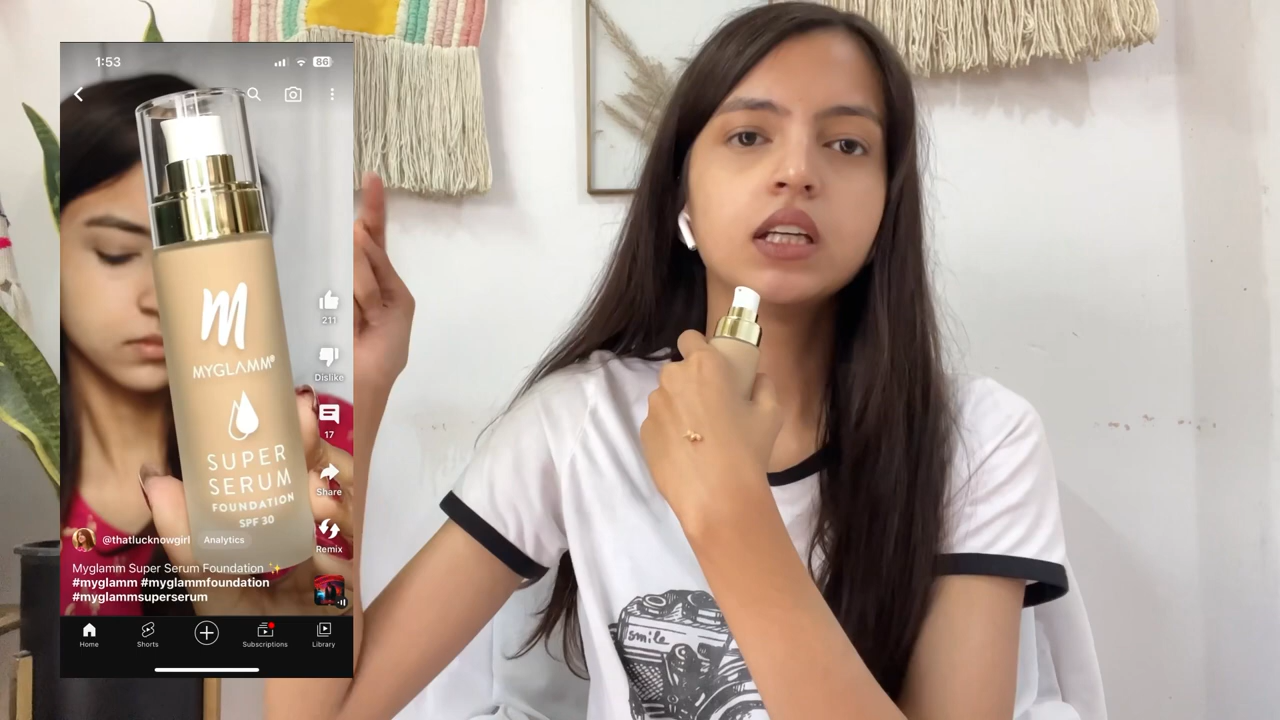 1:53
86
M
MYGLAMM®
SUPER
SERUM
FOUNDATION
SPF 30
211
Dislike
17
Share
Remix
@thatlucknowgirl Analytics
Myglamm Super Serum Foundation ✨
#myglamm #myglammfoundation
#myglammsuperserum
Home
Shorts
Subscriptions
Library
smile